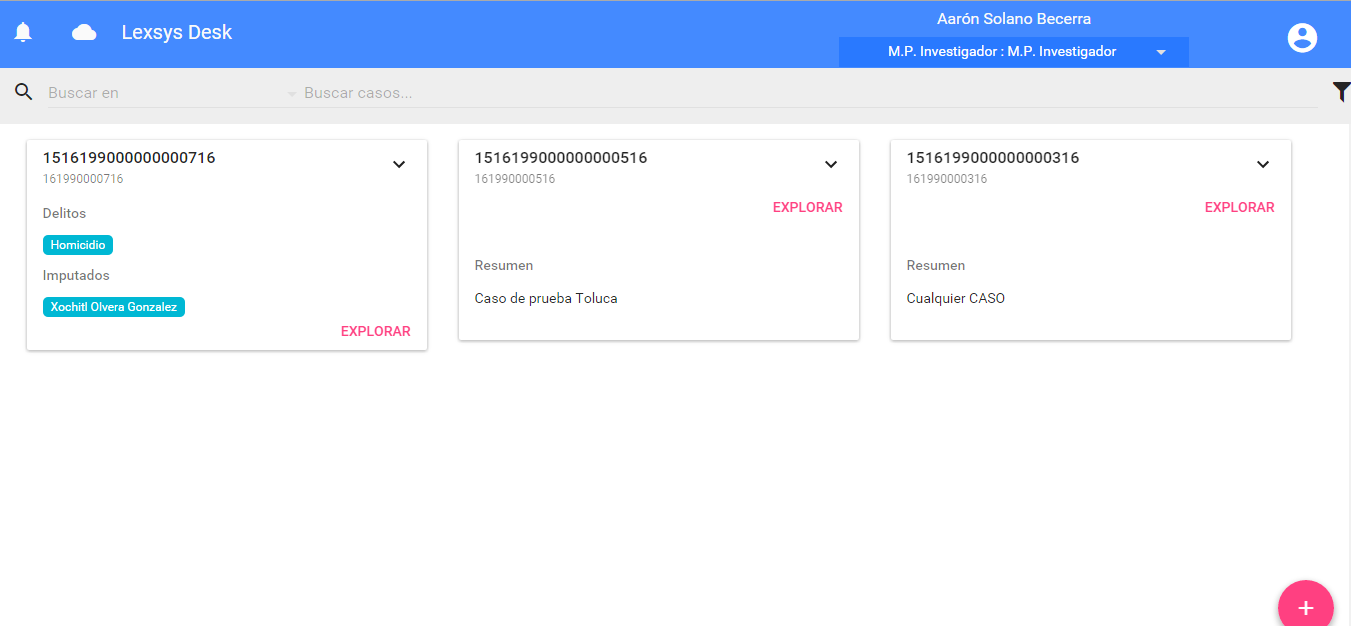 Lexsys Desk
Aarón Solano Becerra
M.P. Investigador : M.P. Investigador
Buscar en
Buscar casos...
1516199000000000716
161990000716
Delitos
Homicidio
Imputados
Xochitl Olvera Gonzalez
EXPLORAR
1516199000000000516
161990000516
EXPLORAR
Resumen
Caso de prueba Toluca
1516199000000000316
161990000316
EXPLORAR
Resumen
Cualquier CASO